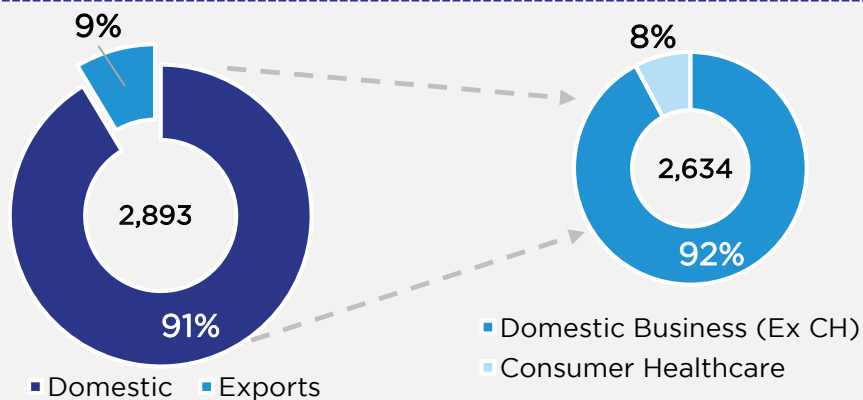 9%
2,893
91%
Domestic
Exports
8%
2,634
92%
Domestic Business (Ex CH)
Consumer Healthcare